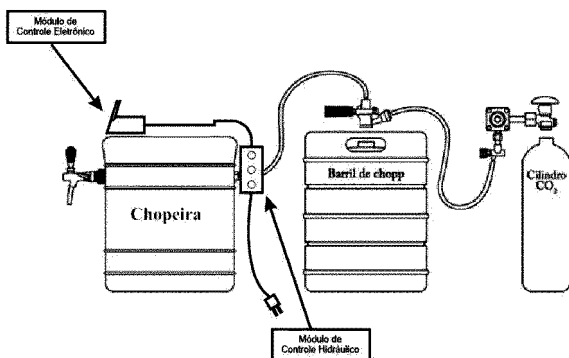 Módulo de
Controle Eletrônico
Chopeira
Barril de chopp
Cilindro
CO2
Módulo de
Controle Hidráulico